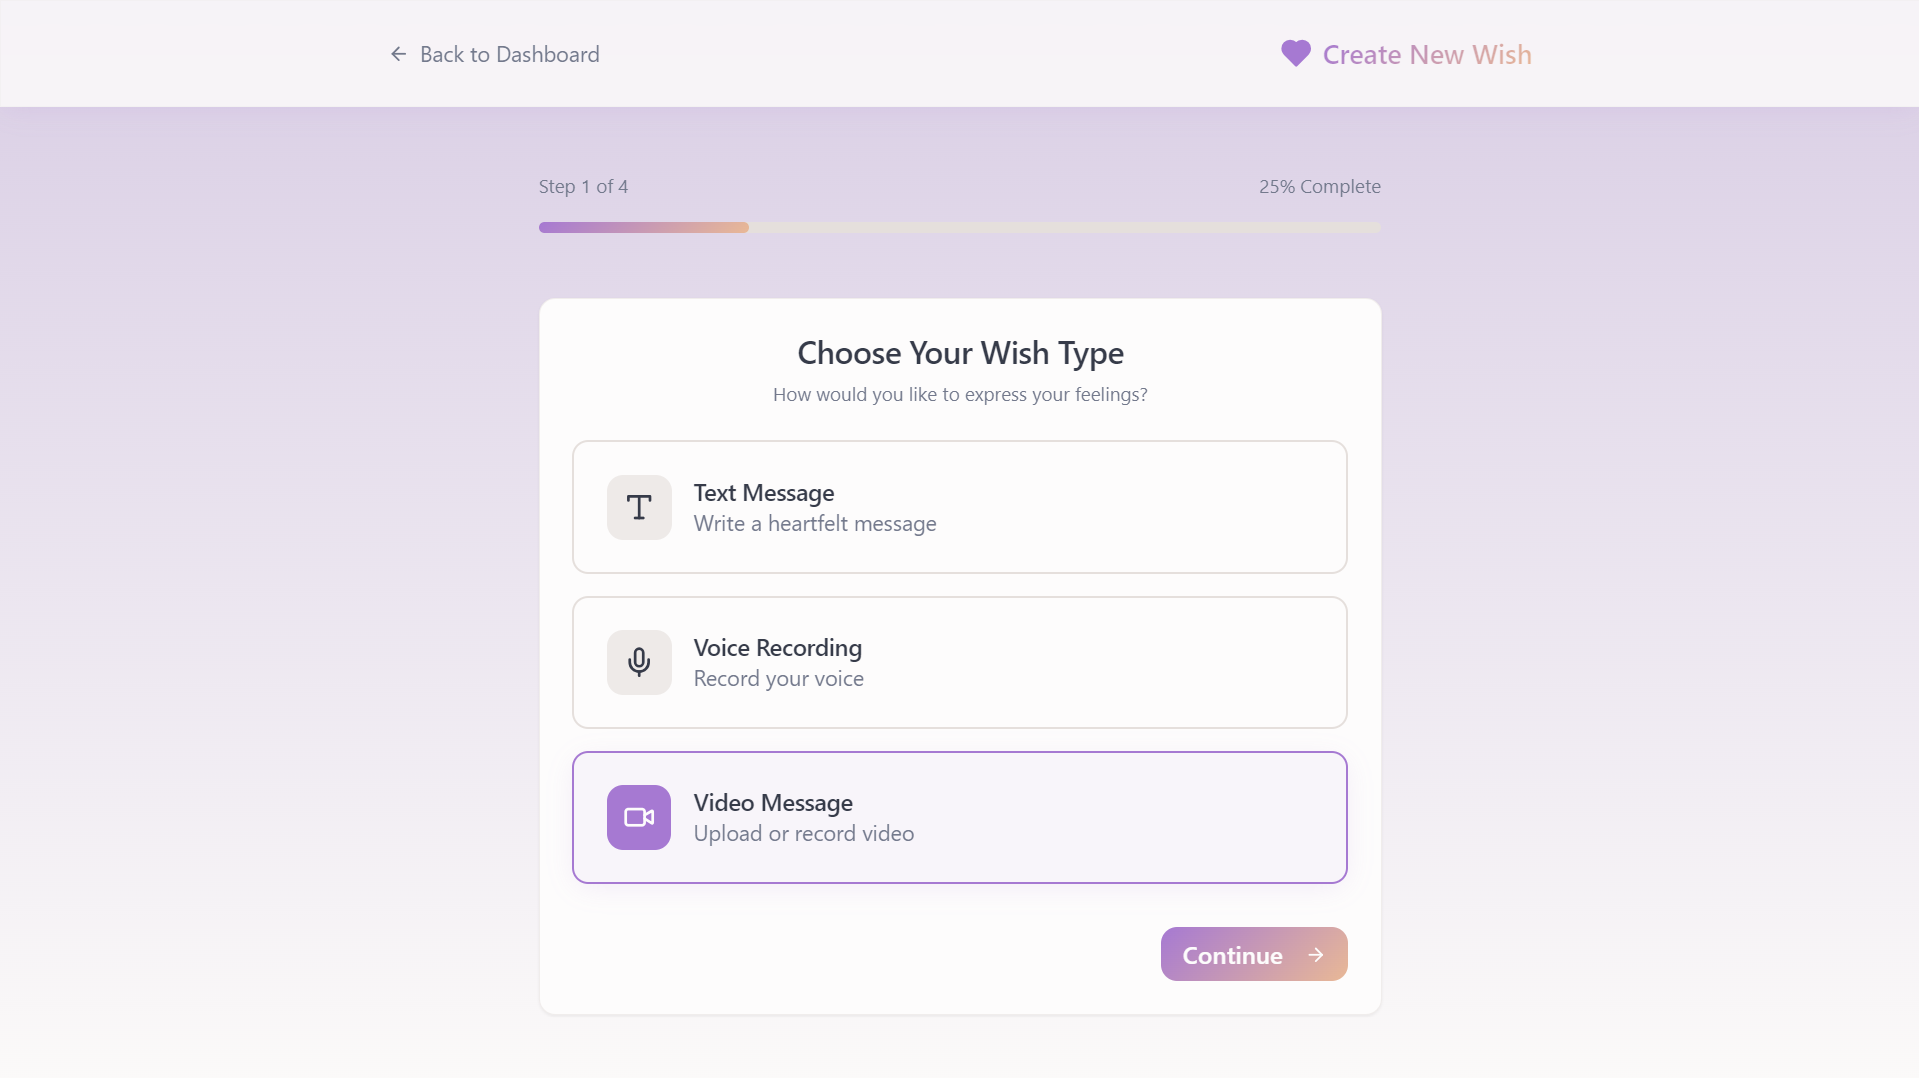 Back to Dashboard
Create New Wish
Step 1 of 4
25% Complete
Choose Your Wish Type
How would you like to express your feelings?
Text Message
Write a heartfelt message
Voice Recording
Record your voice
Video Message
Upload or record video
Continue